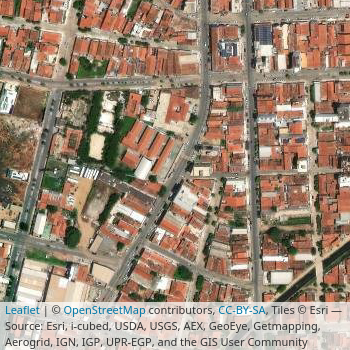 Leaflet | © OpenStreetMap contributors, CC-BY-SA, Tiles © Esri —
Source: Esri, i-cubed, USDA, USGS, AEX, GeoEye, Getmapping,
Aerogrid, IGN, IGP, UPR-EGP, and the GIS User Community